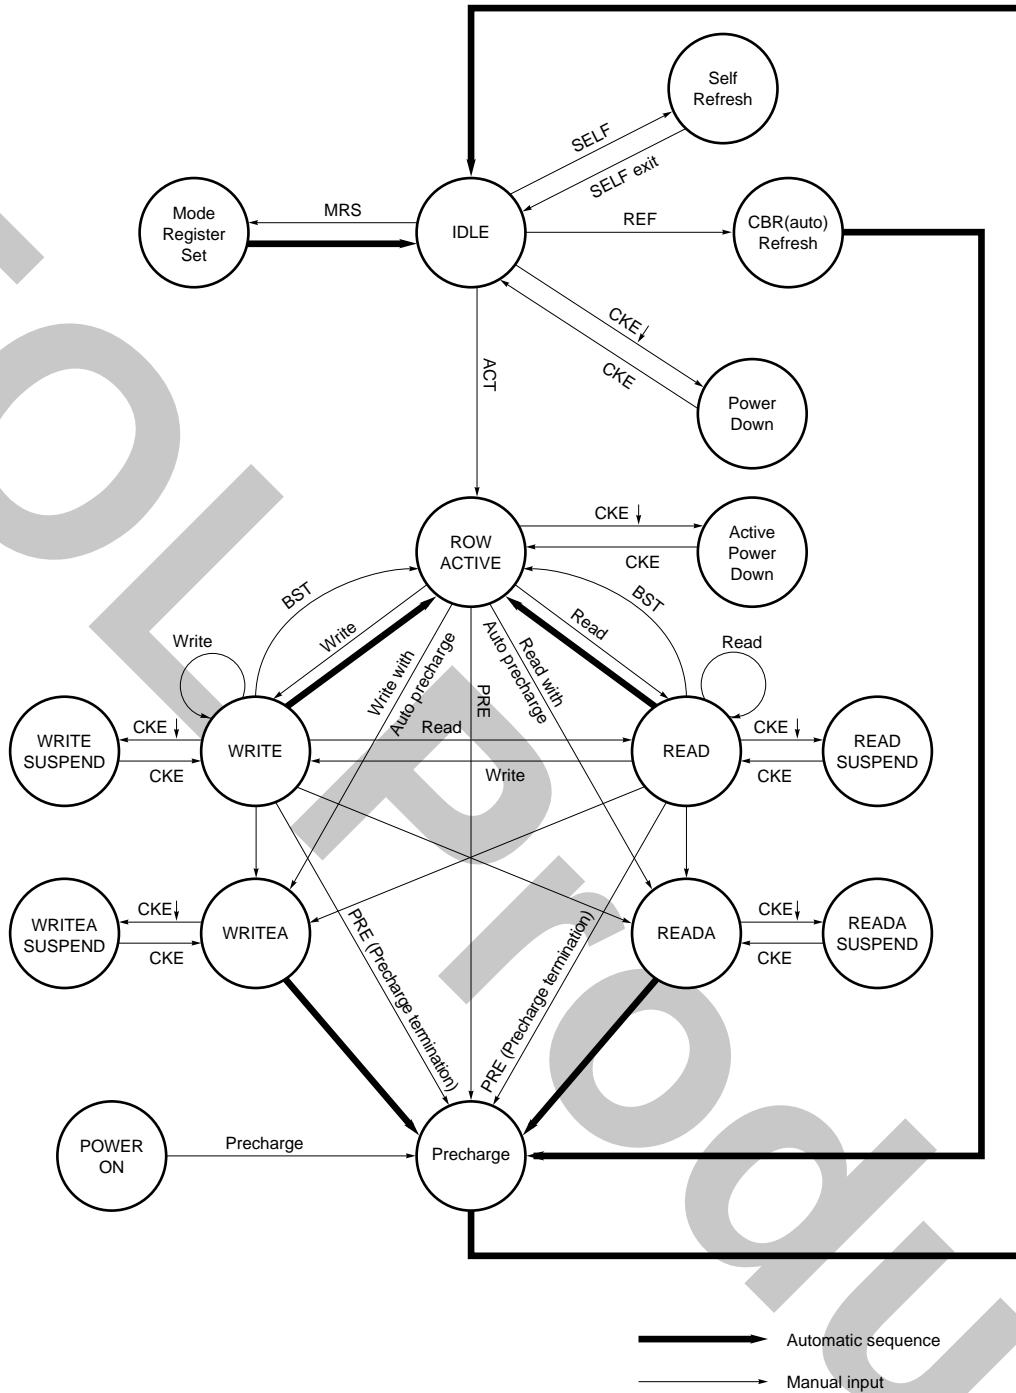 Self
Refresh
SELF
SELF exit
Mode
Register
Set
MRS
IDLE
REF
CBR(auto)
Refresh
CKE↓
CKE
ACT
Power
Down
ROW
ACTIVE
CKE ↓
CKE
Active
Power
Down
BST
Write
Write
Write with
Auto precharge
PRE
Auto precharge
Read with
Read
BST
Read
WRITE
SUSPEND
CKE ↓
CKE
WRITE
Read
Write
READ
CKE ↓
CKE
READ
SUSPEND
WRITEA
SUSPEND
CKE↓
CKE
WRITEA
PRE (Precharge termination)
PRE (Precharge termination)
READA
CKE↓
CKE
READA
SUSPEND
POWER
ON
Precharge
Precharge
Automatic sequence
Manual input
OL Produ